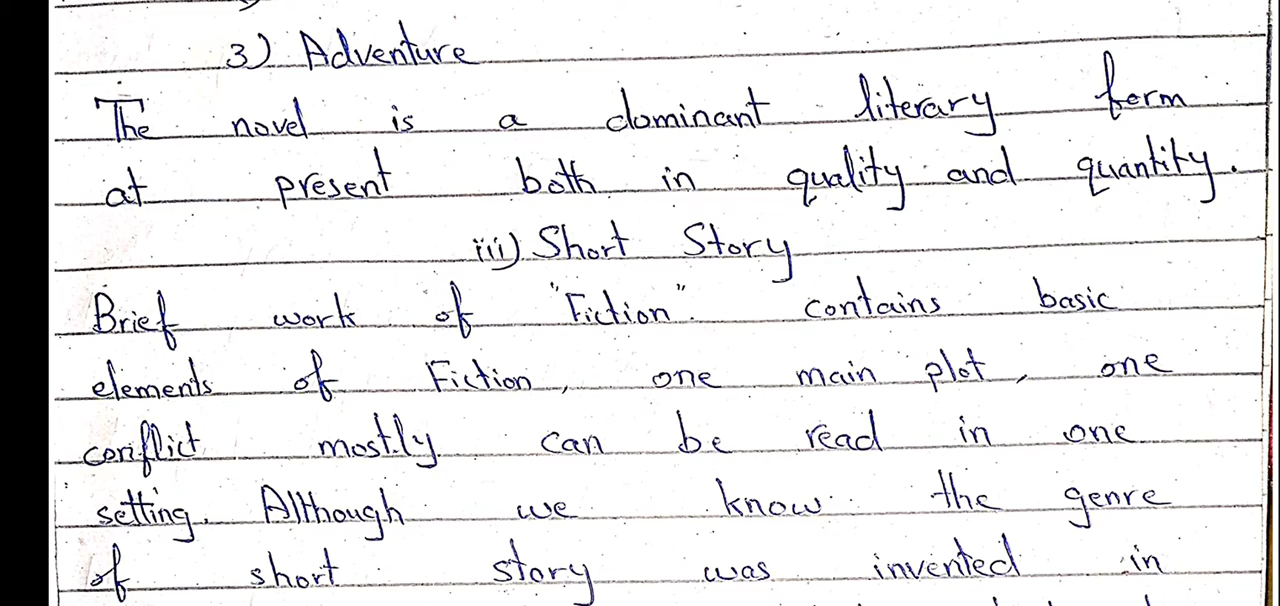 3) Adventure
The novel is a dominant literary form
at present both in quality and quantity.
iii) Short Story
Brief work of "Fiction". contains basic
elements of Fiction, one main plot, one
conflict mostly can be read in one
setting. Although we know the genre
of short story was invented in